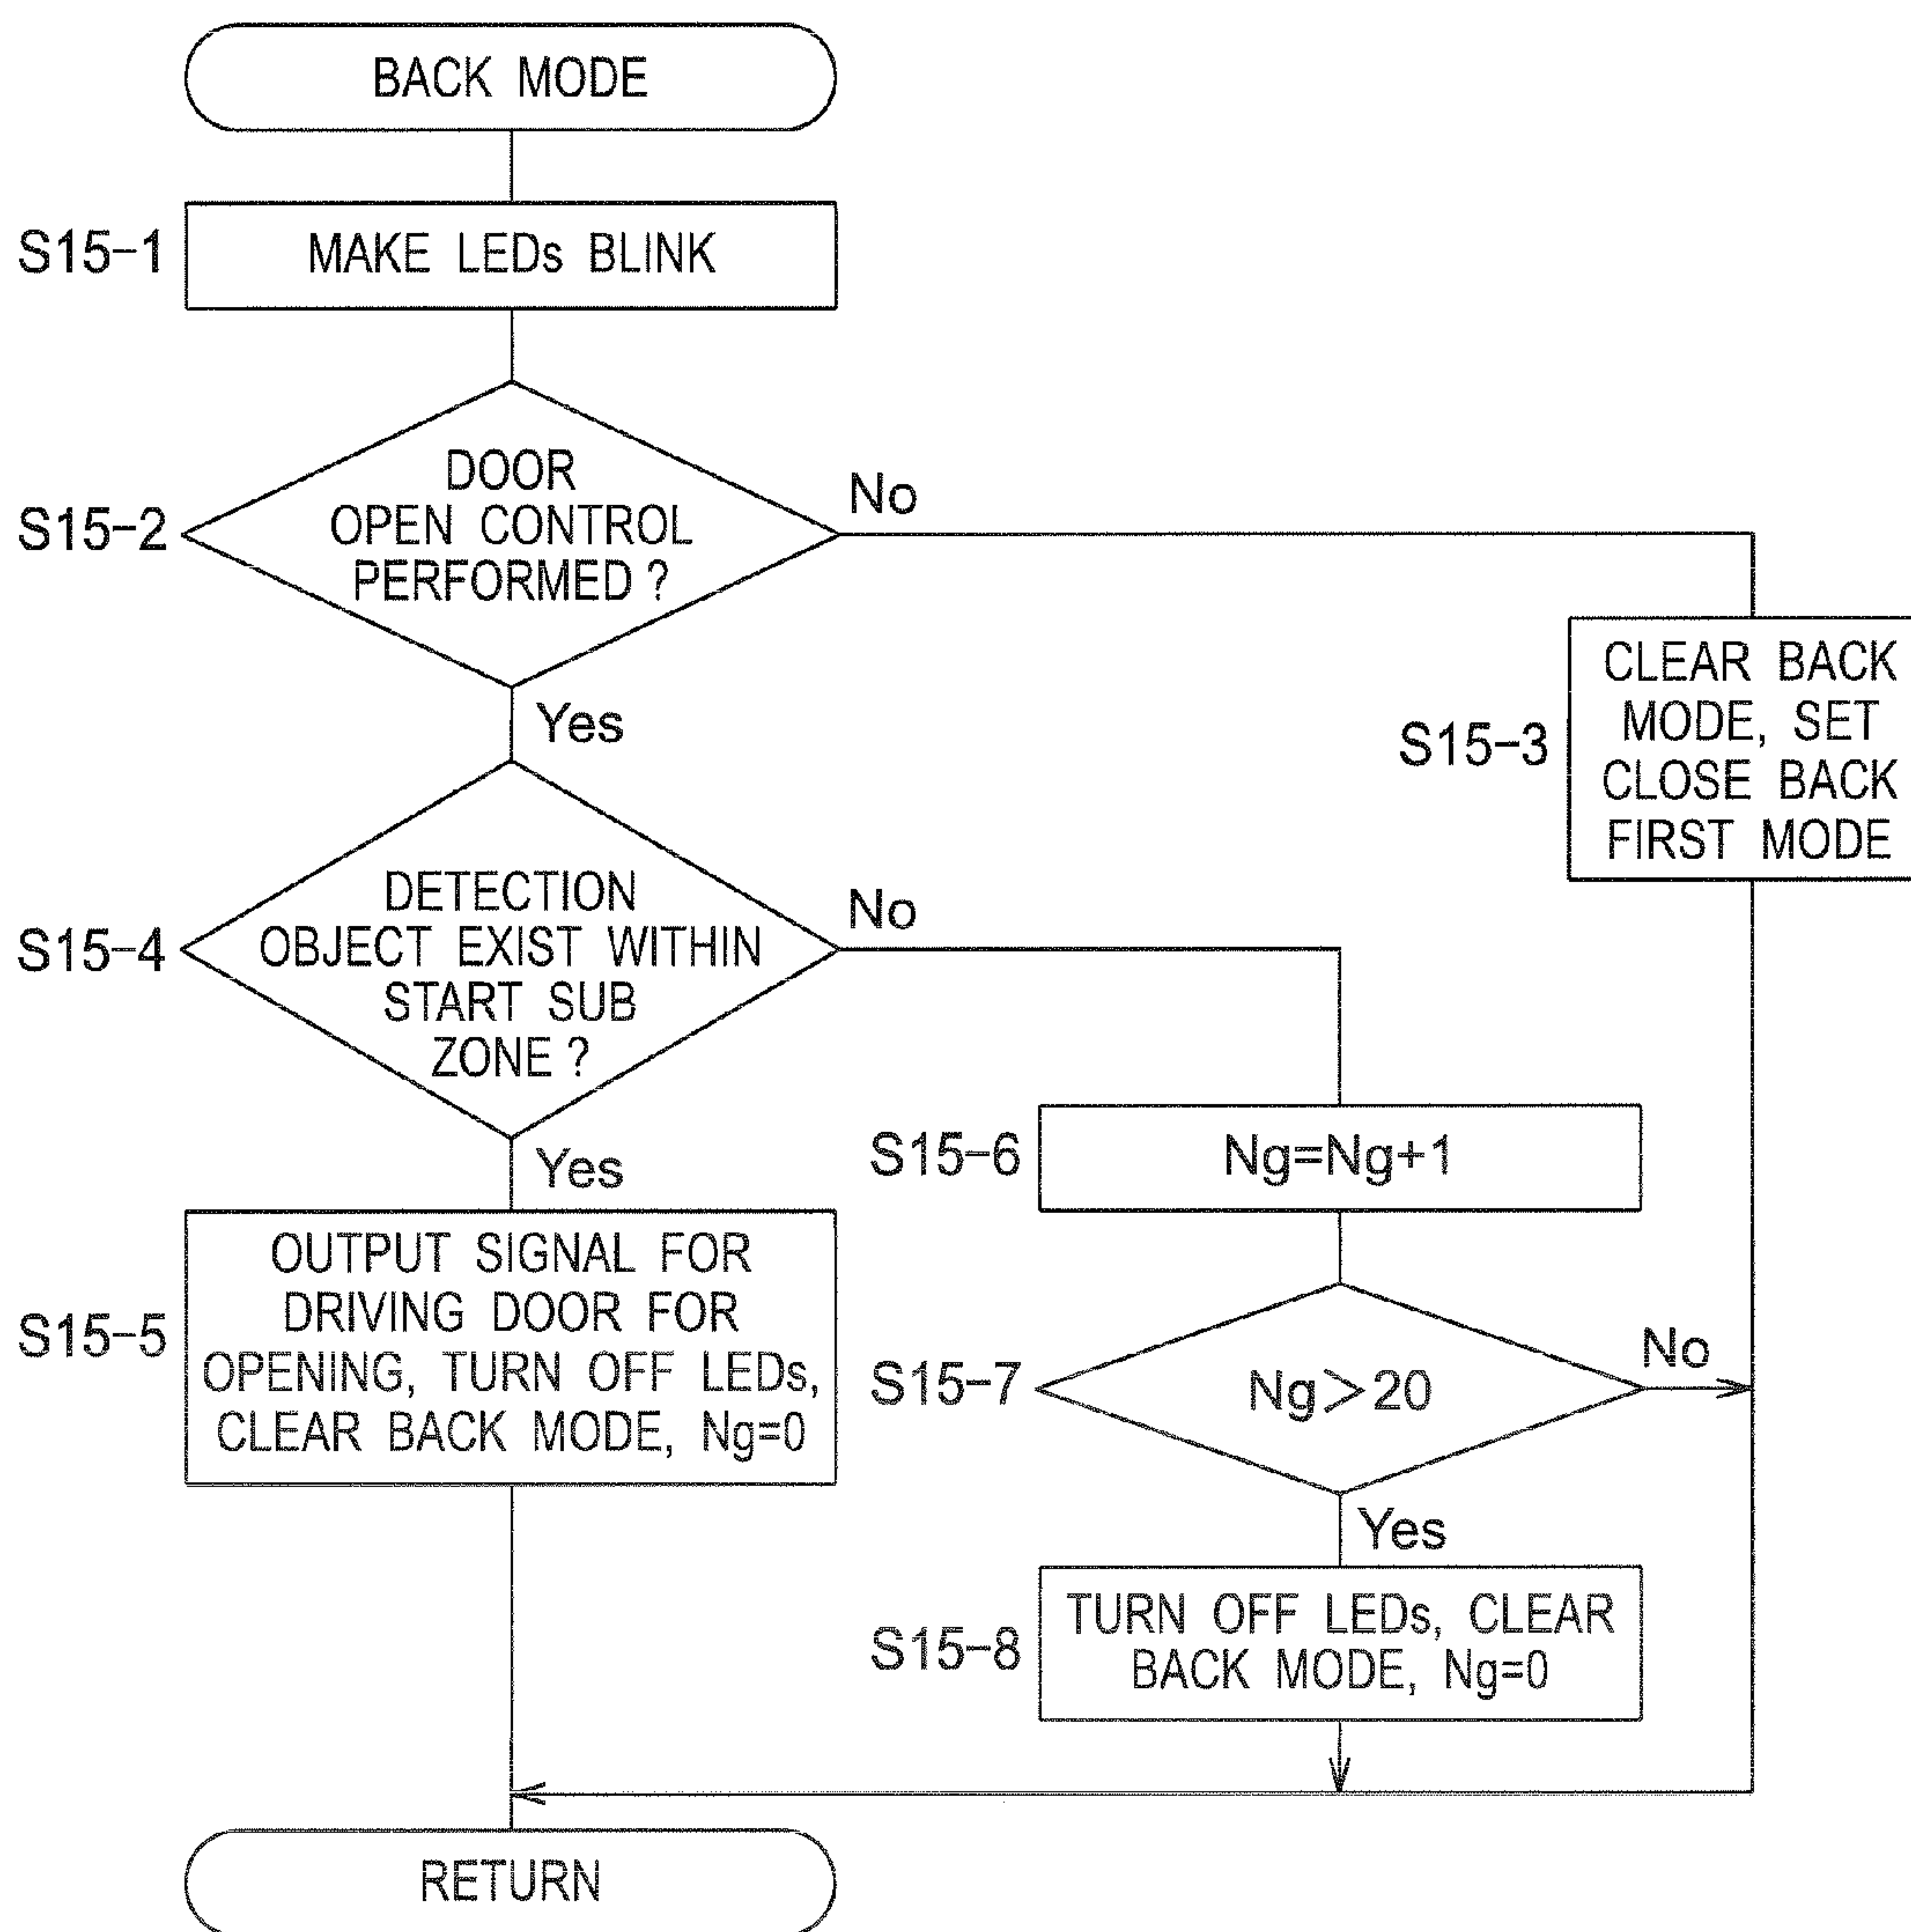 BACK MODE
S15-1
MAKE LEDs BLINK
S15-2
DOOR
OPEN CONTROL
PERFORMED ?
No
Yes
S15-3
CLEAR BACK
MODE, SET
CLOSE BACK
FIRST MODE
S15-4
DETECTION
OBJECT EXIST WITHIN
START SUB
ZONE ?
No
Yes
S15-5
OUTPUT SIGNAL FOR
DRIVING DOOR FOR
OPENING, TURN OFF LEDs,
CLEAR BACK MODE, Ng=0
S15-6
Ng=Ng+1
S15-7
Ng>20
No
Yes
S15-8
TURN OFF LEDs, CLEAR
BACK MODE, Ng=0
RETURN